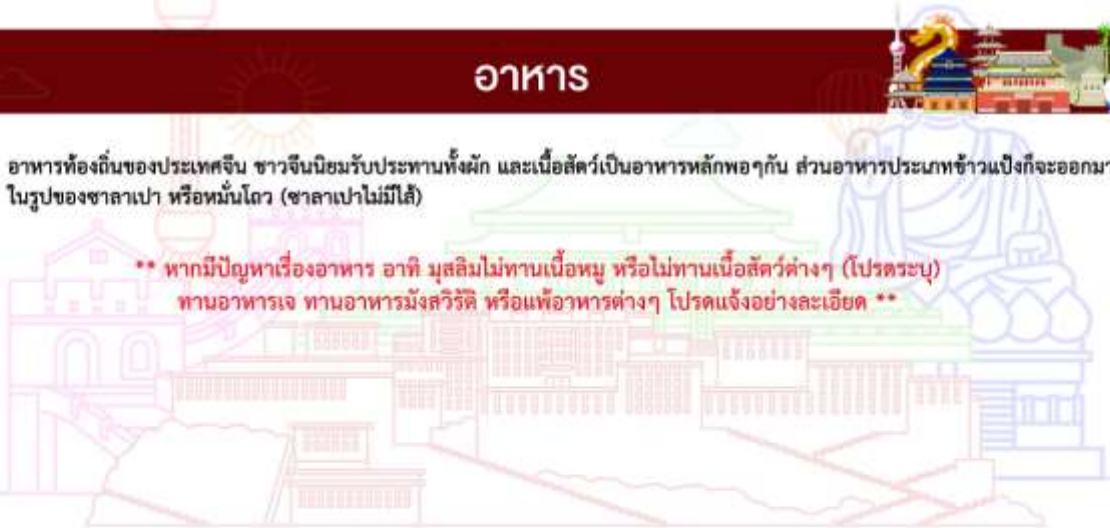 อาหาร
อาหารท้องถิ่นของประเทศจีน ชาวจีนนิยมรับประทานทั้งผัก และเนื้อสัตว์เป็นอาหารหลักพอๆกัน ส่วนอาหารประเภทข้าวแป้งก็จะออกมา
ในรูปของซาลาเปา หรือหมั่นโถว (ซาลาเปาไม่มีไส้)
** หากมีปัญหาเรื่องอาหาร อาทิ มุสลิมไม่ทานเนื้อหมู หรือไม่ทานเนื้อสัตว์ต่างๆ (โปรดระบุ)
ทานอาหารเจ ทานอาหารมังสวิรัติ หรือแพ้อาหารต่างๆ โปรดแจ้งอย่างละเอียด **